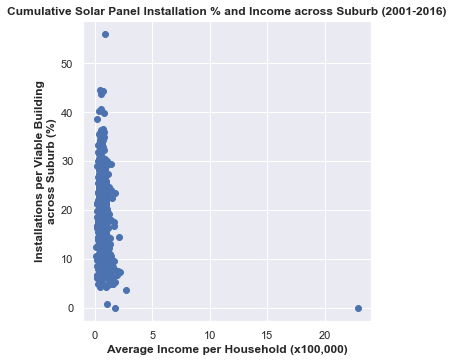 Cumulative Solar Panel Installation % and Income across Suburb (2001-2016)
Installations per Viable Building
across Suburb (%)
50
40
30
20
10
0
0 5 10 15 20
Average Income per Household (x100,000)